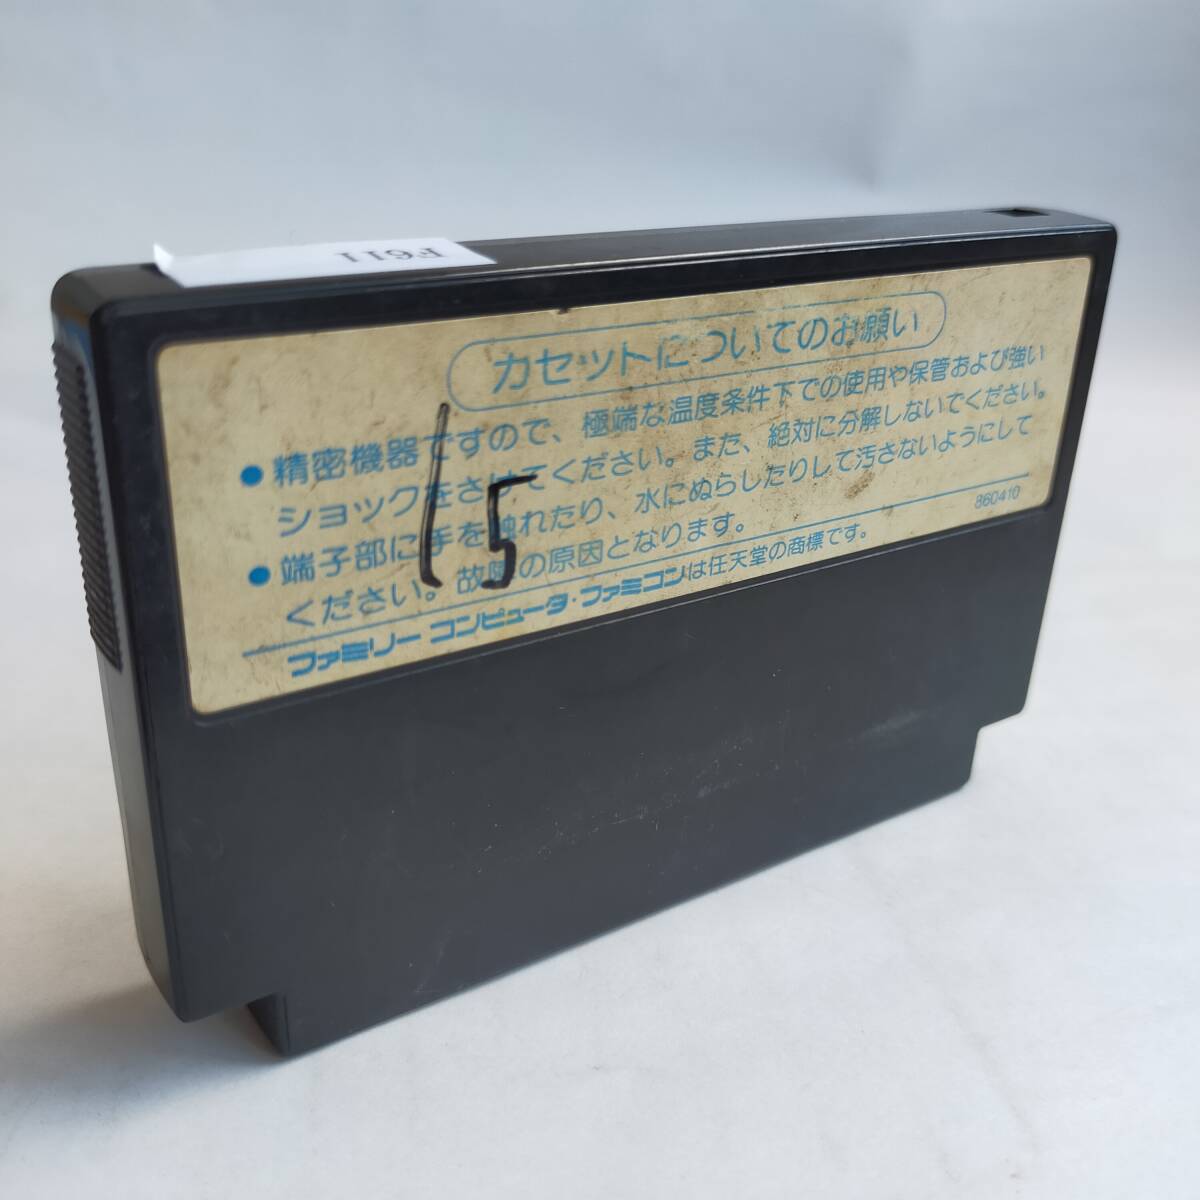 F611
カセットについてのお願い
●精密機器ですので、極端な温度条件下での使用や保管および強い
ショックをさけてください。また、絶対に分解しないでください。
●端子部に手を触れたり、水にぬらしたりして汚さないようにして
ください。故障の原因となります。
860410
ファミリー コンピュータ・ファミコンは任天堂の商標です。
15